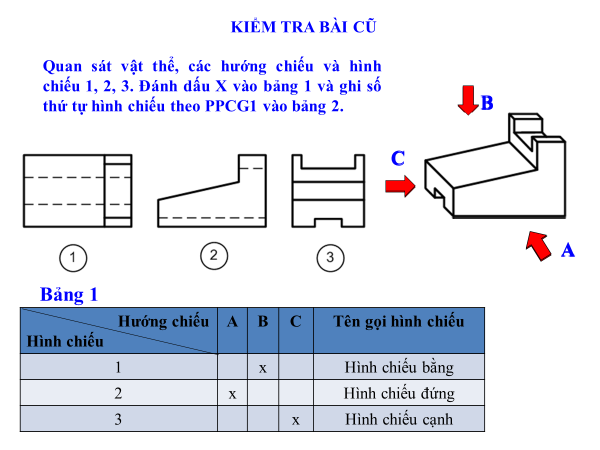 KIỂM TRA BÀI CŨ
Quan sát vật thể, các hướng chiếu và hình
chiếu 1, 2, 3. Đánh dấu X vào bảng 1 và ghi số
thứ tự hình chiếu theo PPCG1 vào bảng 2.
B
C
A
1
2
3
Bảng 1
Hướng chiếu A B C Tên gọi hình chiếu
Hình chiếu
1 x Hình chiếu bằng
2 x Hình chiếu đứng
3 x Hình chiếu cạnh